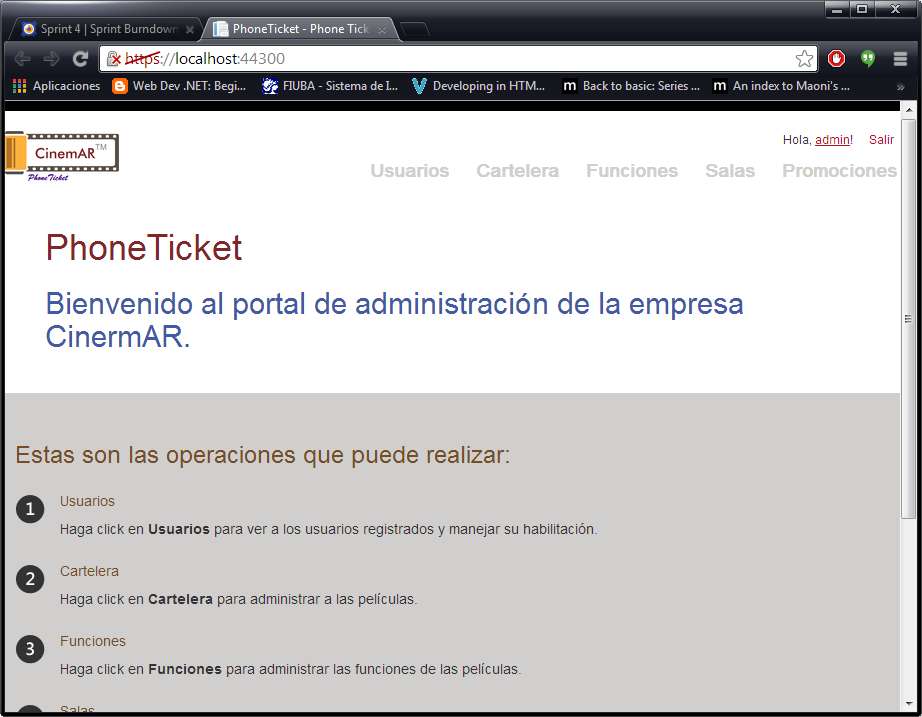 Sprint 4 | Sprint Burndown
PhoneTicket - Phone Tick
https://localhost:44300
Aplicaciones
Web Dev .NET: Begi...
FIUBA - Sistema de I...
Developing in HTM...
m Back to basic: Series ...
m An index to Maoni's ...
»
CinemAR™
PhoneTicket
Hola, admin! Salir
Usuarios Cartelera Funciones Salas Promociones
PhoneTicket
Bienvenido al portal de administración de la empresa
CinermAR.
Estas son las operaciones que puede realizar:
1 Usuarios
Haga click en Usuarios para ver a los usuarios registrados y manejar su habilitación.
2 Cartelera
Haga click en Cartelera para administrar a las películas.
3 Funciones
Haga click en Funciones para administrar las funciones de las películas.
Salas